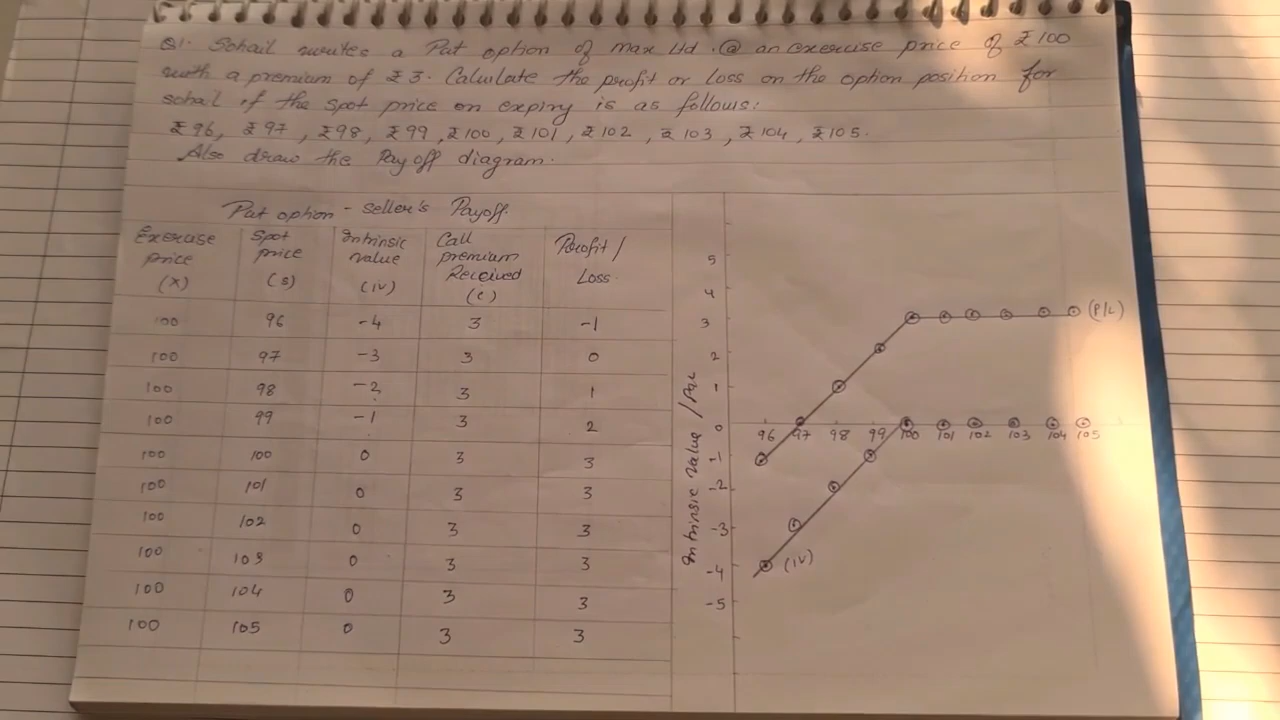 Q1. Sohail writes a Put option of Max Ltd. @ an exercise price of ₹100
with a premium of ₹3. Calculate the profit or loss on the option position for
sohail if the spot price on expiry is as follows:
₹96, ₹97, ₹98, ₹99, ₹100, ₹101, ₹102, ₹103, ₹104, ₹105.
Also draw the Payoff diagram.
Put option - seller's Payoff.
Exercise price (X) Spot price (S) Intrinsic value (IV) Call premium Received (c) Profit / Loss.
100 96 -4 3 -1
100 97 -3 3 0
100 98 -2 3 1
100 99 -1 3 2
100 100 0 3 3
100 101 0 3 3
100 102 0 3 3
100 103 0 3 3
100 104 0 3 3
100 105 0 3 3
Intrinsic Value /
5
4
3 (P/L)
2
1
0 96 97 98 99 100 101 102 103 104 105
-1
-2
-3
-4 (IV)
-5